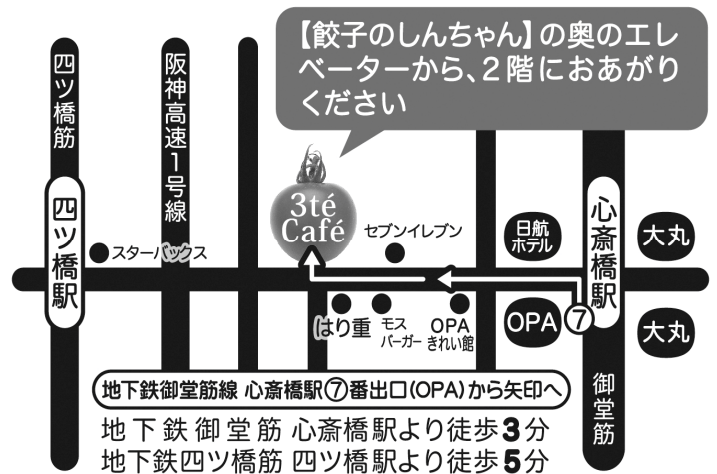 【餃子のしんちゃん】の奥のエレ
ベーターから、2階におあがり
ください
四ツ橋筋
阪神高速1号線
四ツ橋駅
スターバックス
3té
Café
セブンイレブン
日航
ホテル
心斎橋駅
大丸
はり重
モス
バーガー
OPA
きれい館
OPA
⑦
大丸
御堂筋
地下鉄御堂筋線 心斎橋駅⑦番出口(OPA)から矢印へ
地下鉄御堂筋 心斎橋駅より徒歩3分
地下鉄四ツ橋筋 四ツ橋駅より徒歩5分